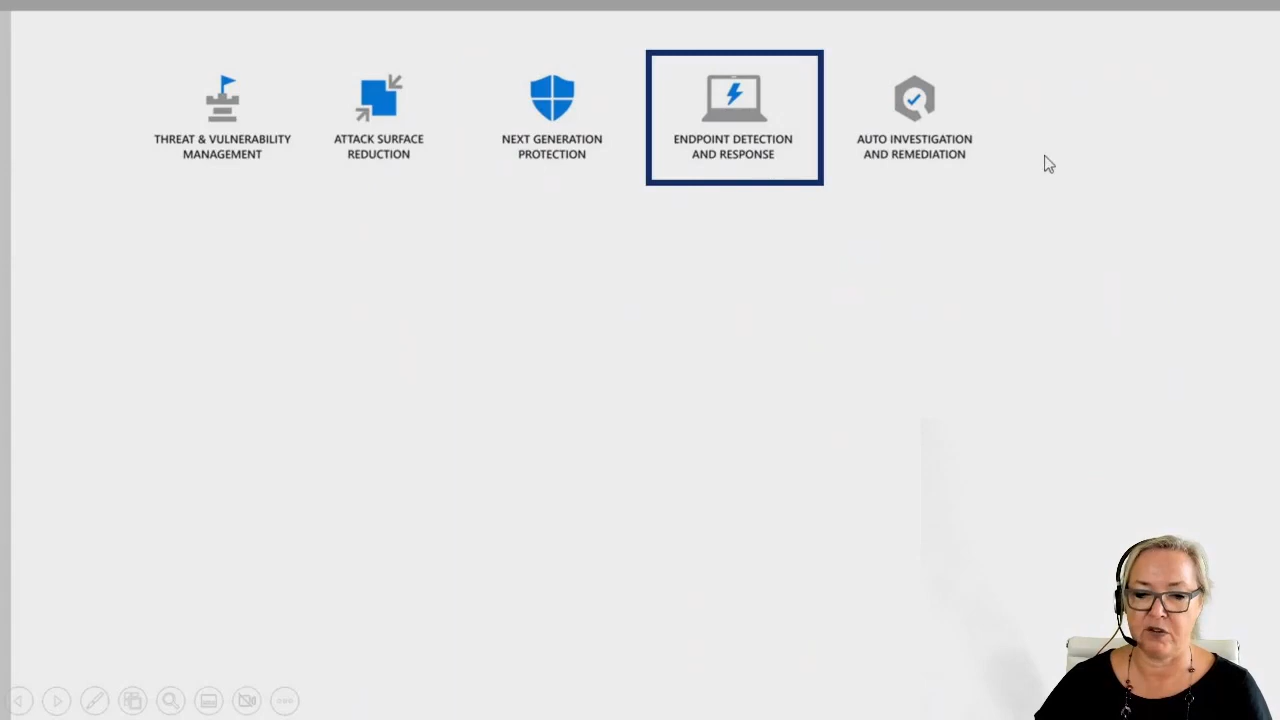 THREAT & VULNERABILITY
MANAGEMENT
ATTACK SURFACE
REDUCTION
NEXT GENERATION
PROTECTION
ENDPOINT DETECTION
AND RESPONSE
AUTO INVESTIGATION
AND REMEDIATION